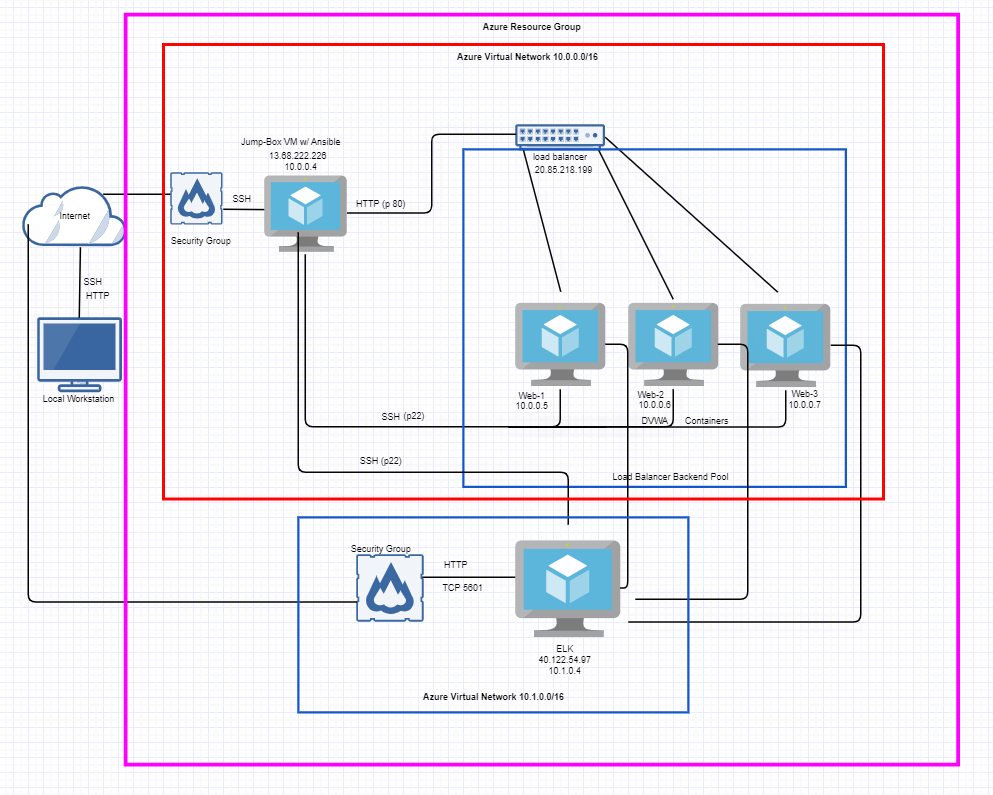 Azure Resource Group
Azure Virtual Network 10.0.0.0/16
Jump-Box VM w/ Ansible
13.68.222.226
10.0.0.4
load balancer
20.85.218.199
SSH
HTTP (p 80)
Internet
Security Group
SSH
HTTP
Local Workstation
Web-1
10.0.0.5
Web-2
10.0.0.6
Web-3
10.0.0.7
SSH (p22)
DVWA
Containers
SSH (p22)
Load Balancer Backend Pool
Security Group
HTTP
TCP 5601
ELK
40.122.54.97
10.1.0.4
Azure Virtual Network 10.1.0.0/16